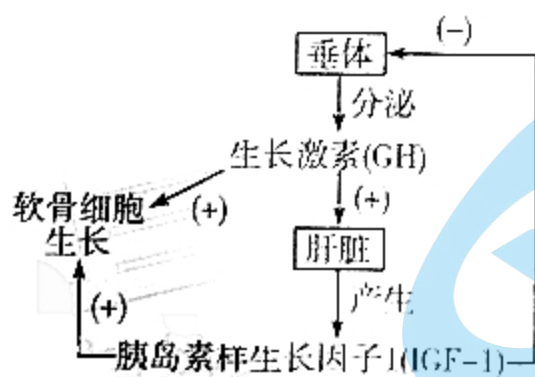 (−)
垂体
分泌
生长激素(GH)
(+)
(+)
软骨细胞
生长
肝脏
产生
(+)
胰岛素样生长因子1(IGF-1)